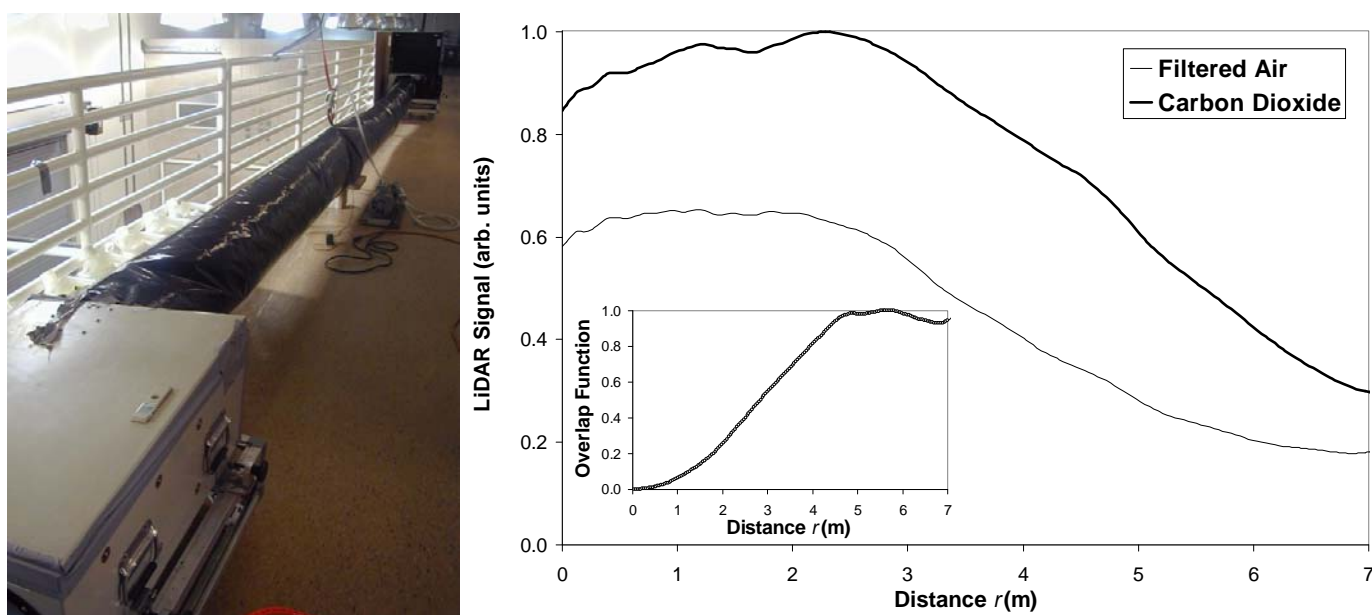 LiDAR Signal (arb. units)
1.0
0.8
0.6
0.4
0.2
0.0
0 1 2 3 4 5 6 7
Distance r (m)
Filtered Air
Carbon Dioxide
Overlap Function
1.0
0.8
0.6
0.4
0.2
0.0
0 1 2 3 4 5 6 7
Distance r (m)